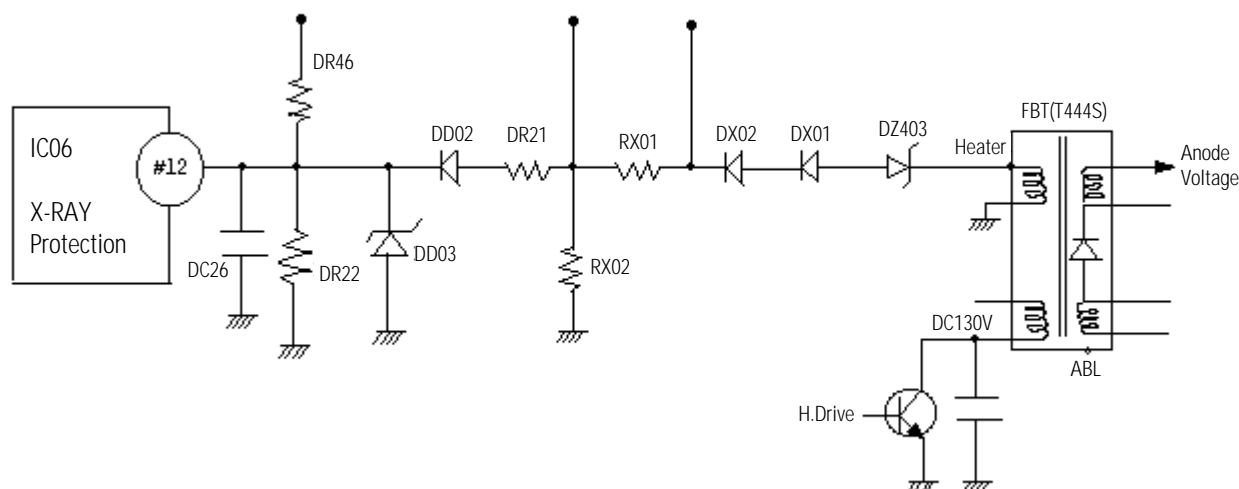 DR46
FBT(T444S)
DD02
DR21
RX01
DX02
DX01
DZ403
Heater
Anode
Voltage
IC06
#12
X-RAY
Protection
DC26
DR22
DD03
RX02
DC130V
ABL
H.Drive